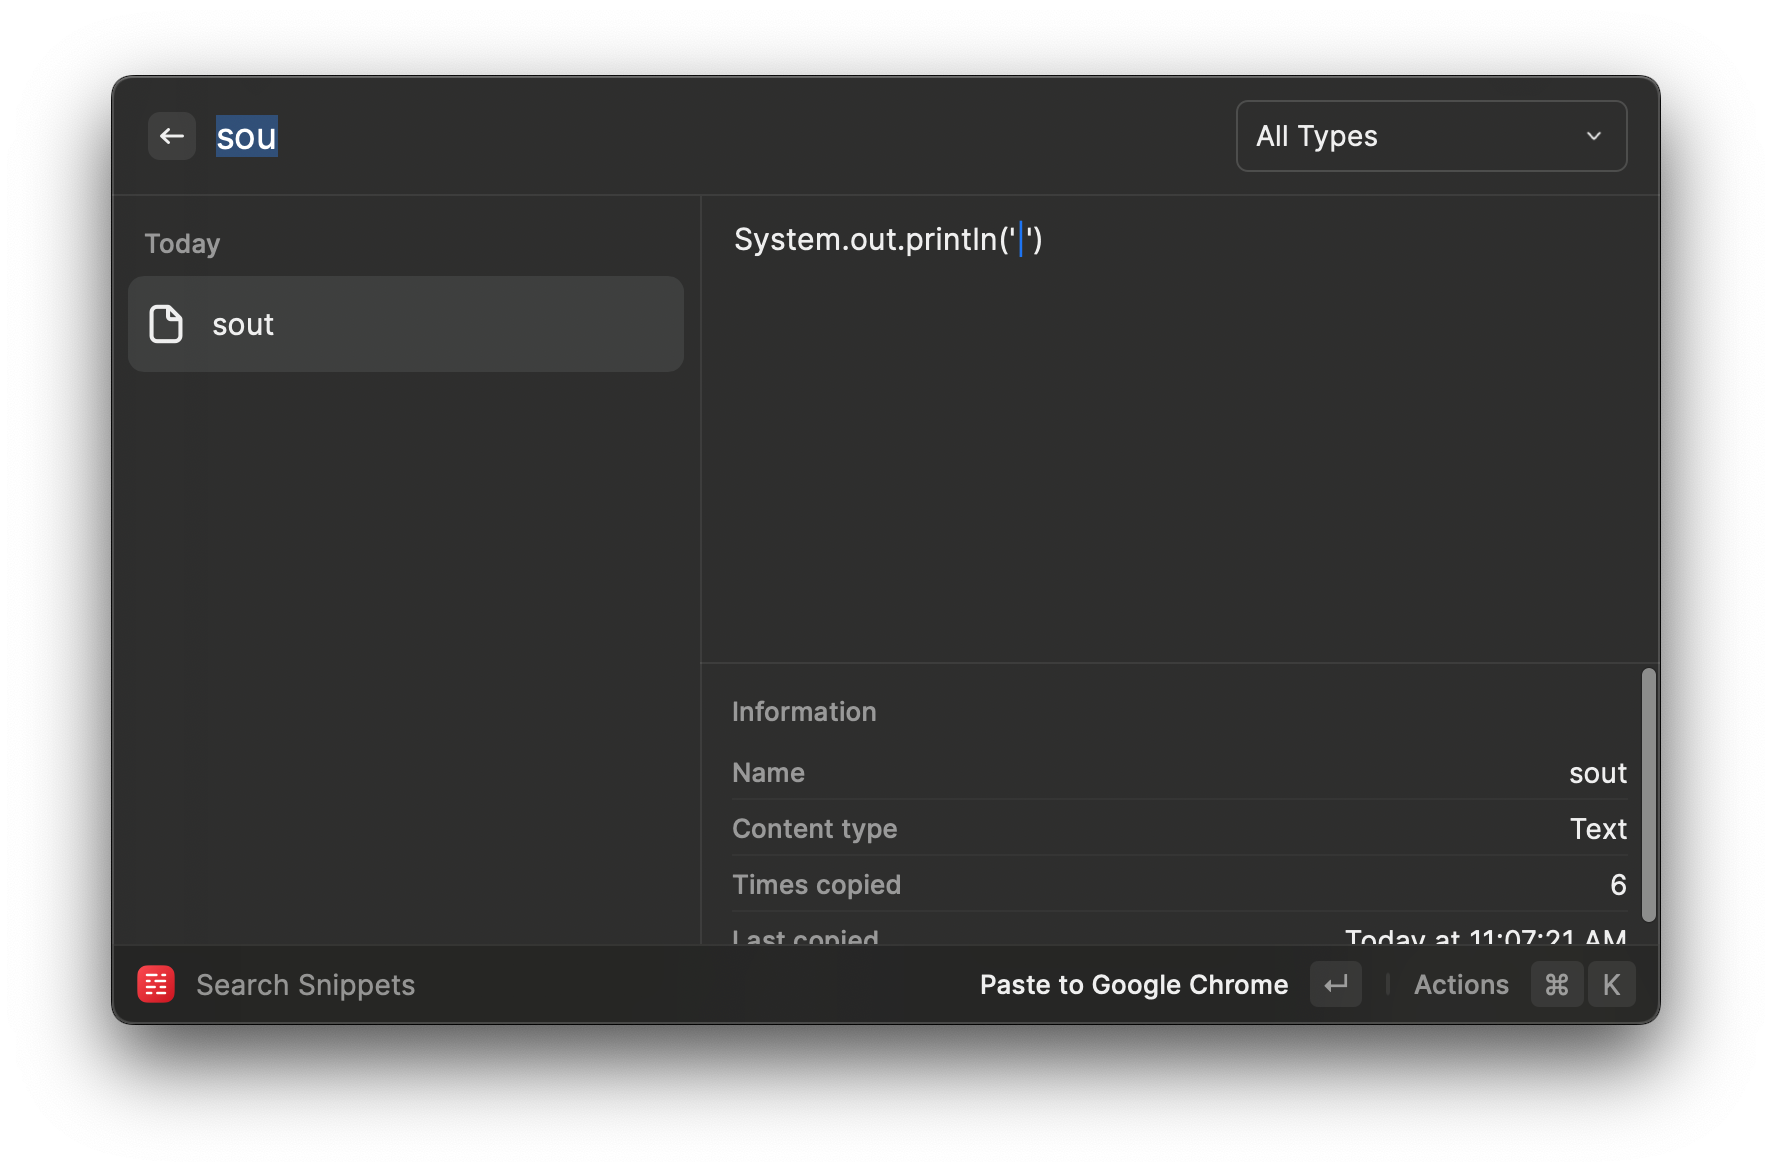 sou
All Types
Today
sout
System.out.println('|')
Information
Name sout
Content type Text
Times copied 6
Last copied Today at 11:07:21 AM
Search Snippets
Paste to Google Chrome ↵
Actions ⌘ K